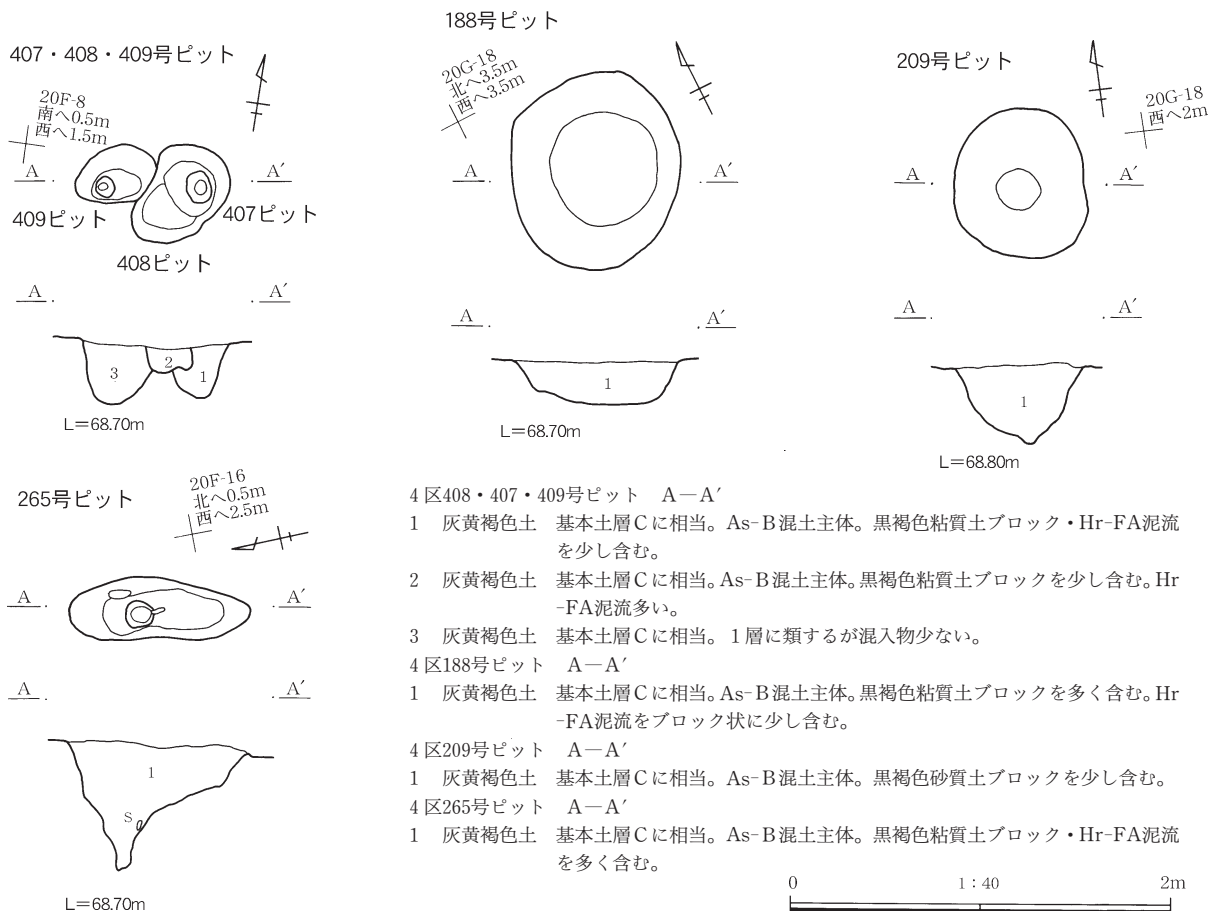 407・408・409号ピット
20F-8
南へ0.5m
西へ1.5m
A
A′
409ピット
407ピット
408ピット
A
A′
3
2
1
L=68.70m
188号ピット
20G-18
北へ3.5m
西へ3.5m
A
A′
A
A′
1
L=68.70m
209号ピット
20G-18
西へ2m
A
A′
A
A′
1
L=68.80m
265号ピット
20F-16
北へ0.5m
西へ2.5m
A
A′
A
A′
1
S
L=68.70m
4区408・407・409号ピット　A―A′
1　灰黄褐色土　基本土層Cに相当。As-B混土主体。黒褐色粘質土ブロック・Hr-FA泥流
を少し含む。
2　灰黄褐色土　基本土層Cに相当。As-B混土主体。黒褐色粘質土ブロックを少し含む。Hr
-FA泥流多い。
3　灰黄褐色土　基本土層Cに相当。1層に類するが混入物少ない。
4区188号ピット　A―A′
1　灰黄褐色土　基本土層Cに相当。As-B混土主体。黒褐色粘質土ブロックを多く含む。Hr
-FA泥流をブロック状に少し含む。
4区209号ピット　A―A′
1　灰黄褐色土　基本土層Cに相当。As-B混土主体。黒褐色砂質土ブロックを少し含む。
4区265号ピット　A―A′
1　灰黄褐色土　基本土層Cに相当。As-B混土主体。黒褐色粘質土ブロック・Hr-FA泥流
を多く含む。
0　1：40　2m